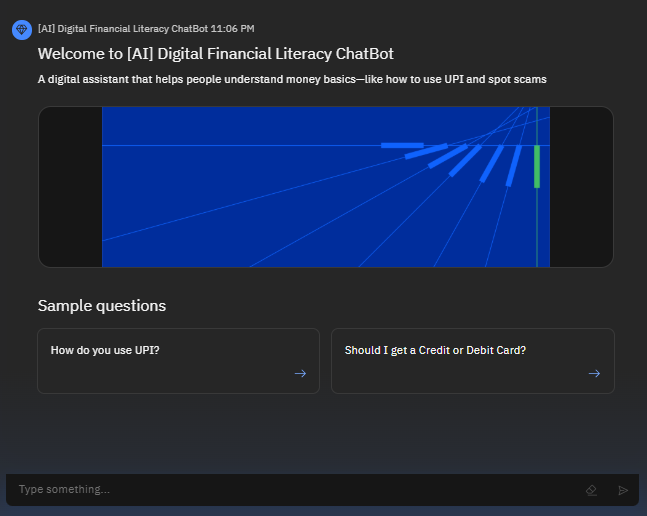 [AI] Digital Financial Literacy ChatBot 11:06 PM
Welcome to [AI] Digital Financial Literacy ChatBot
A digital assistant that helps people understand money basics—like how to use UPI and spot scams
Sample questions
How do you use UPI?
Should I get a Credit or Debit Card?
Type something...